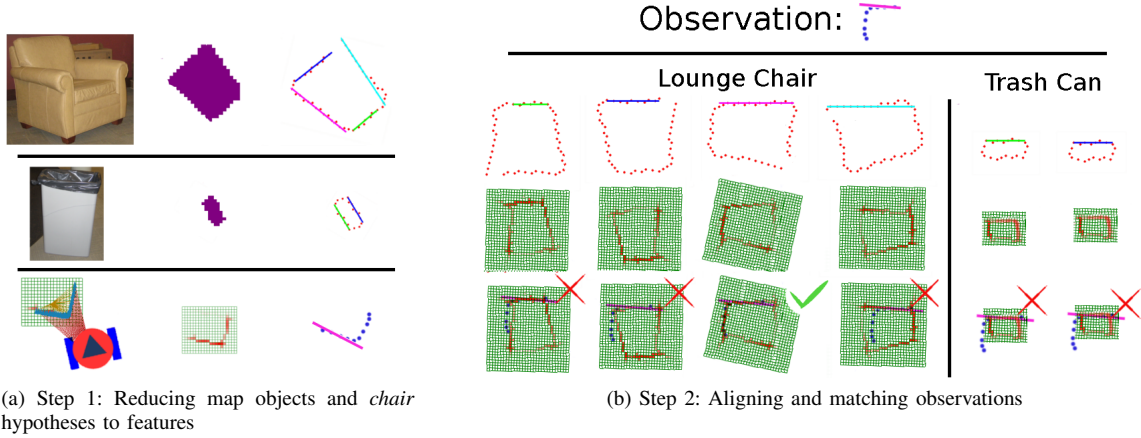 Observation:
Lounge Chair
Trash Can
(a) Step 1: Reducing map objects and chair
hypotheses to features
(b) Step 2: Aligning and matching observations